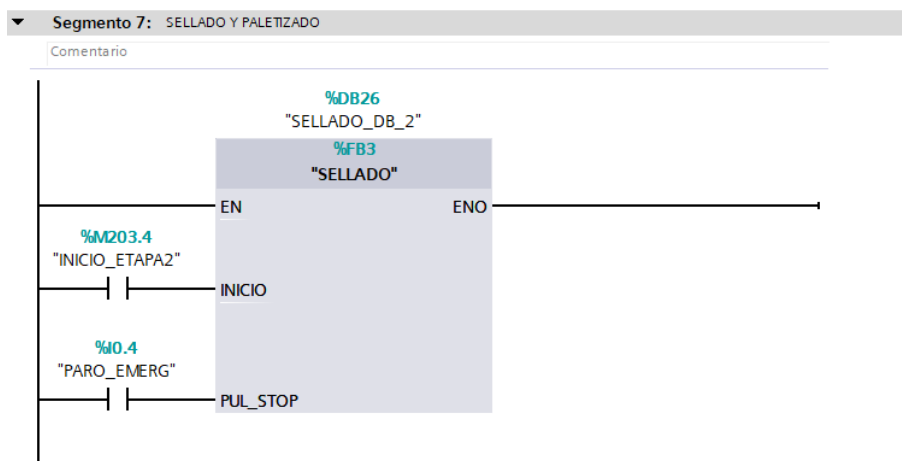 Segmento 7: SELLADO Y PALETIZADO
Comentario
%DB26
"SELLADO_DB_2"
%FB3
"SELLADO"
EN ENO
%M203.4
"INICIO_ETAPA2"
INICIO
%I0.4
"PARO_EMERG"
PUL_STOP